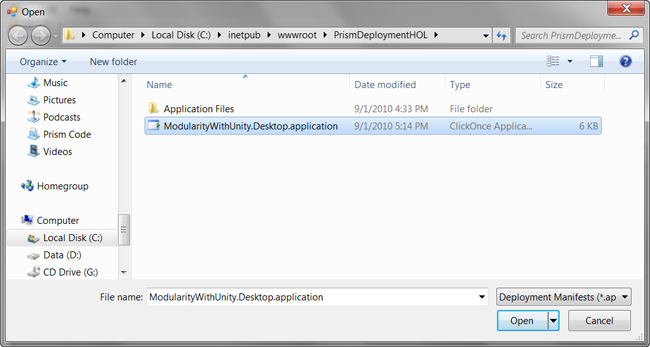 Open
Computer ▸ Local Disk (C:) ▸ inetpub ▸ wwwroot ▸ PrismDeploymentHOL ▸
Search PrismDeployme...
Organize
New folder
Name
Date modified
Type
Size
Application Files
9/1/2010 4:33 PM
File folder
ModularityWithUnity.Desktop.application
9/1/2010 5:14 PM
ClickOnce Applica...
6 KB
Music
Pictures
Podcasts
Prism Code
Videos
Homegroup
Computer
Local Disk (C:)
Data (D:)
CD Drive (G:)
File name:
ModularityWithUnity.Desktop.application
Deployment Manifests (*.ap
Open
Cancel